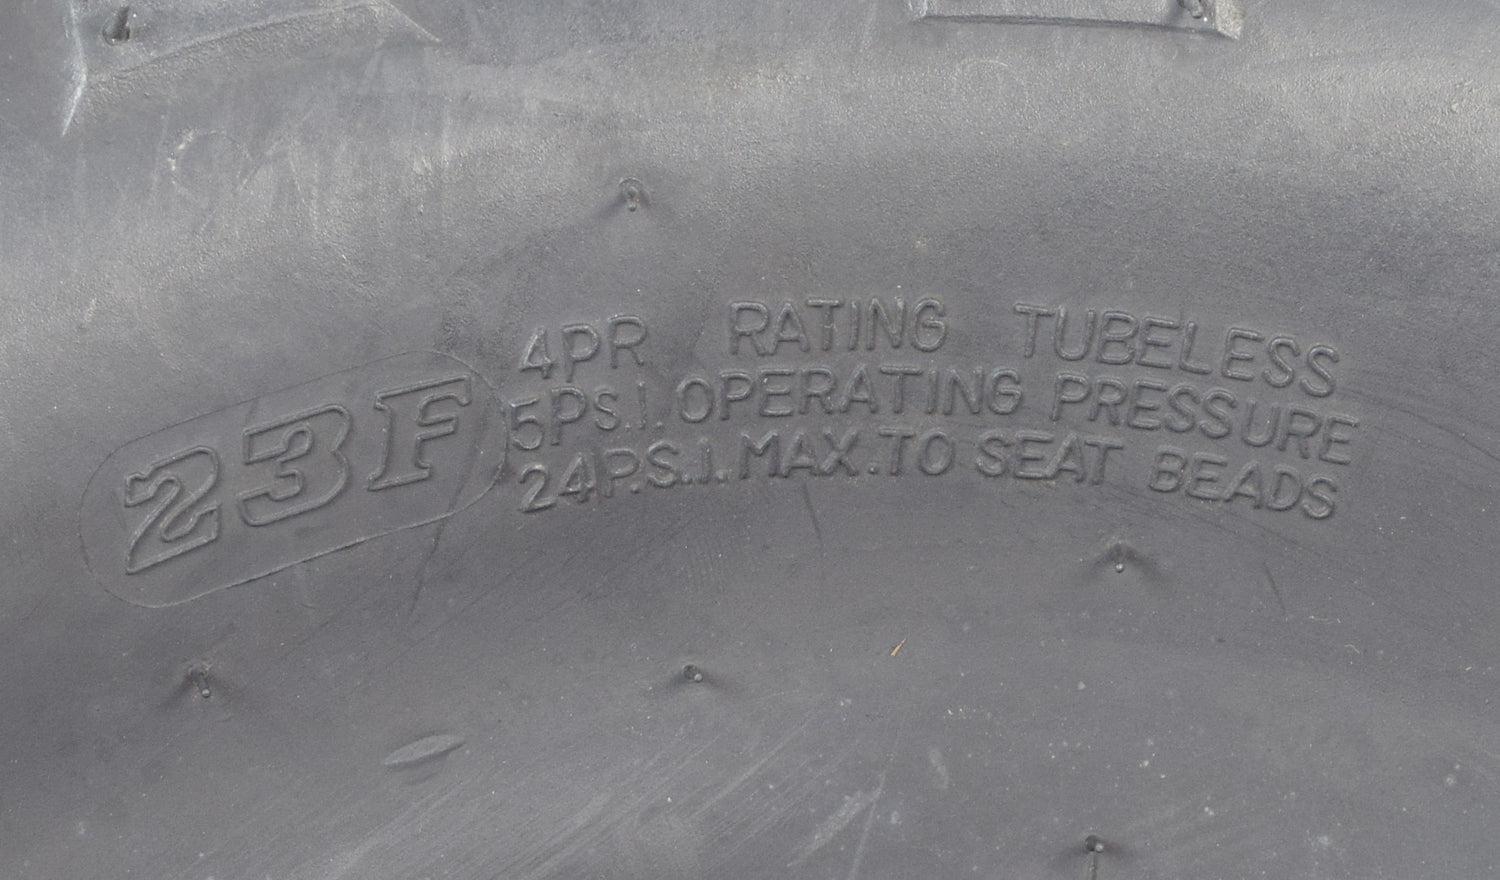 23F
4PR RATING TUBELESS
5PS.I. OPERATING PRESSURE
24P.S.I. MAX.TO SEAT BEADS